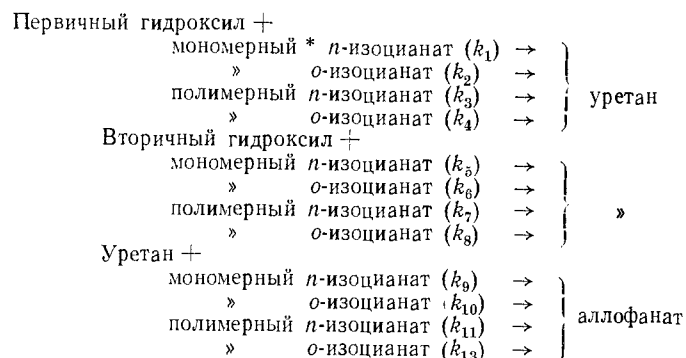 Первичный гидроксил +
мономерный * п-изоцианат (k₁) →
» о-изоцианат (k₂) →
полимерный п-изоцианат (k₃) → уретан
» о-изоцианат (k₄) →
Вторичный гидроксил +
мономерный п-изоцианат (k₅) →
» о-изоцианат (k₆) →
полимерный п-изоцианат (k₇) → »
» о-изоцианат (k₈) →
Уретан +
мономерный п-изоцианат (k₉) →
» о-изоцианат (k₁₀) →
полимерный п-изоцианат (k₁₁) → аллофанат
» о-изоцианат (k₁₃) →